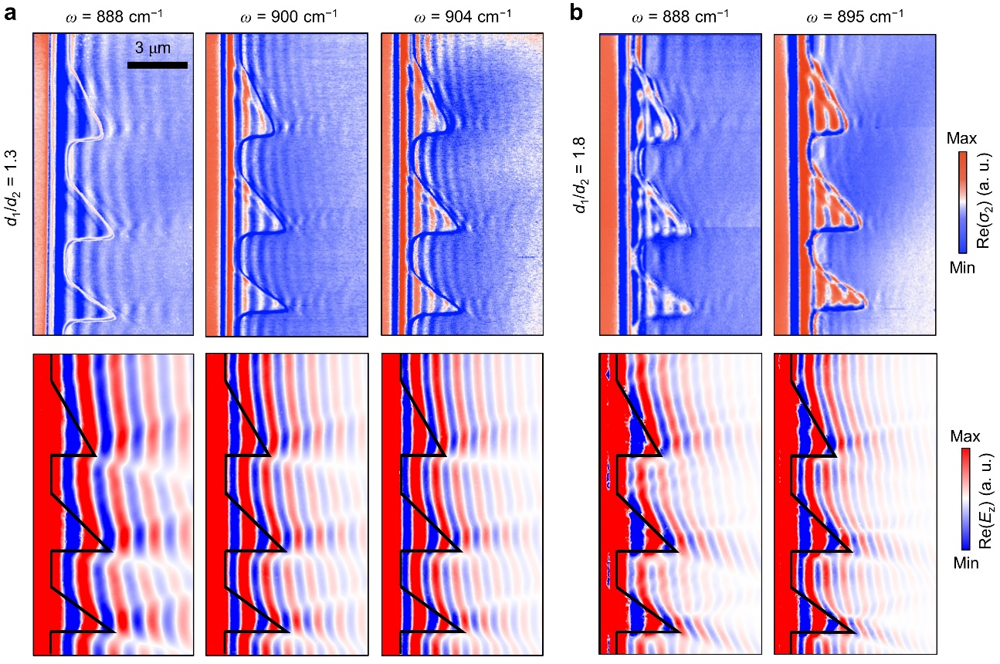 a
ω = 888 cm⁻¹
ω = 900 cm⁻¹
ω = 904 cm⁻¹
b
ω = 888 cm⁻¹
ω = 895 cm⁻¹
3 μm
d₁/d₂ = 1.3
d₁/d₂ = 1.8
Max
Re(σ₂) (a. u.)
Min
Max
Re(E_z) (a. u.)
Min